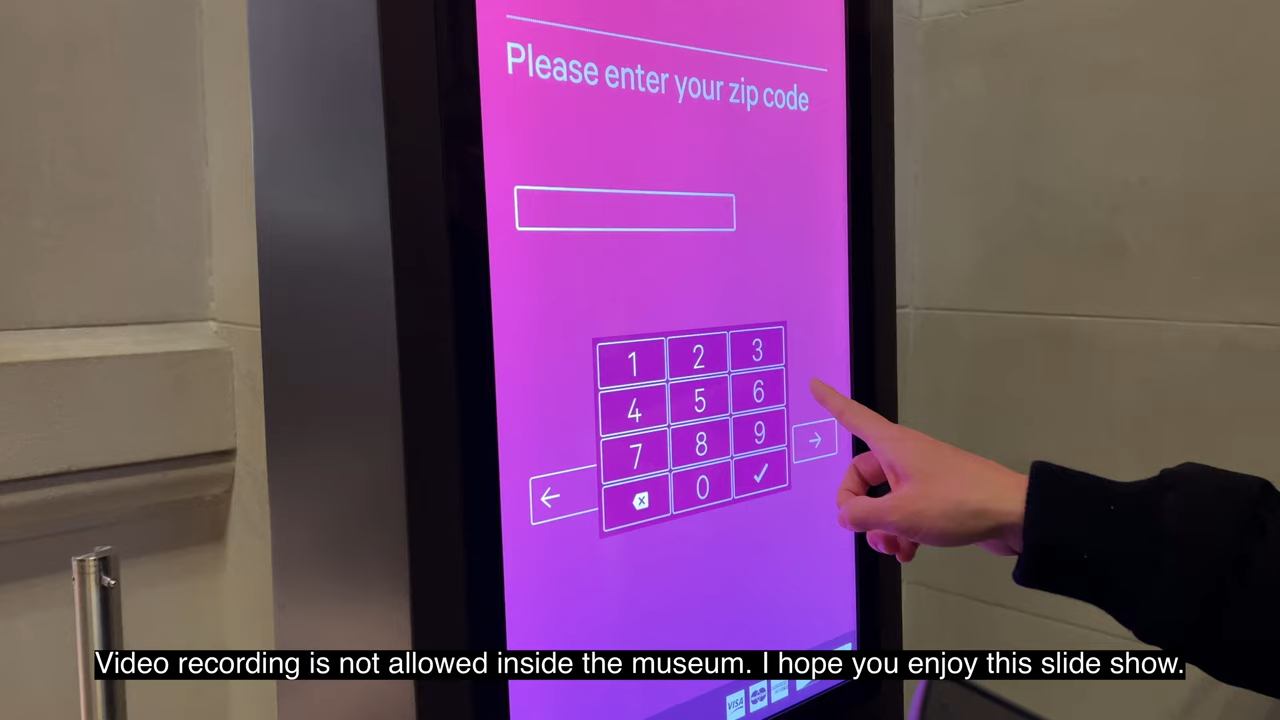 Please enter your zip code
1 2 3
4 5 6
7 8 9
0
Video recording is not allowed inside the museum. I hope you enjoy this slide show.
VISA